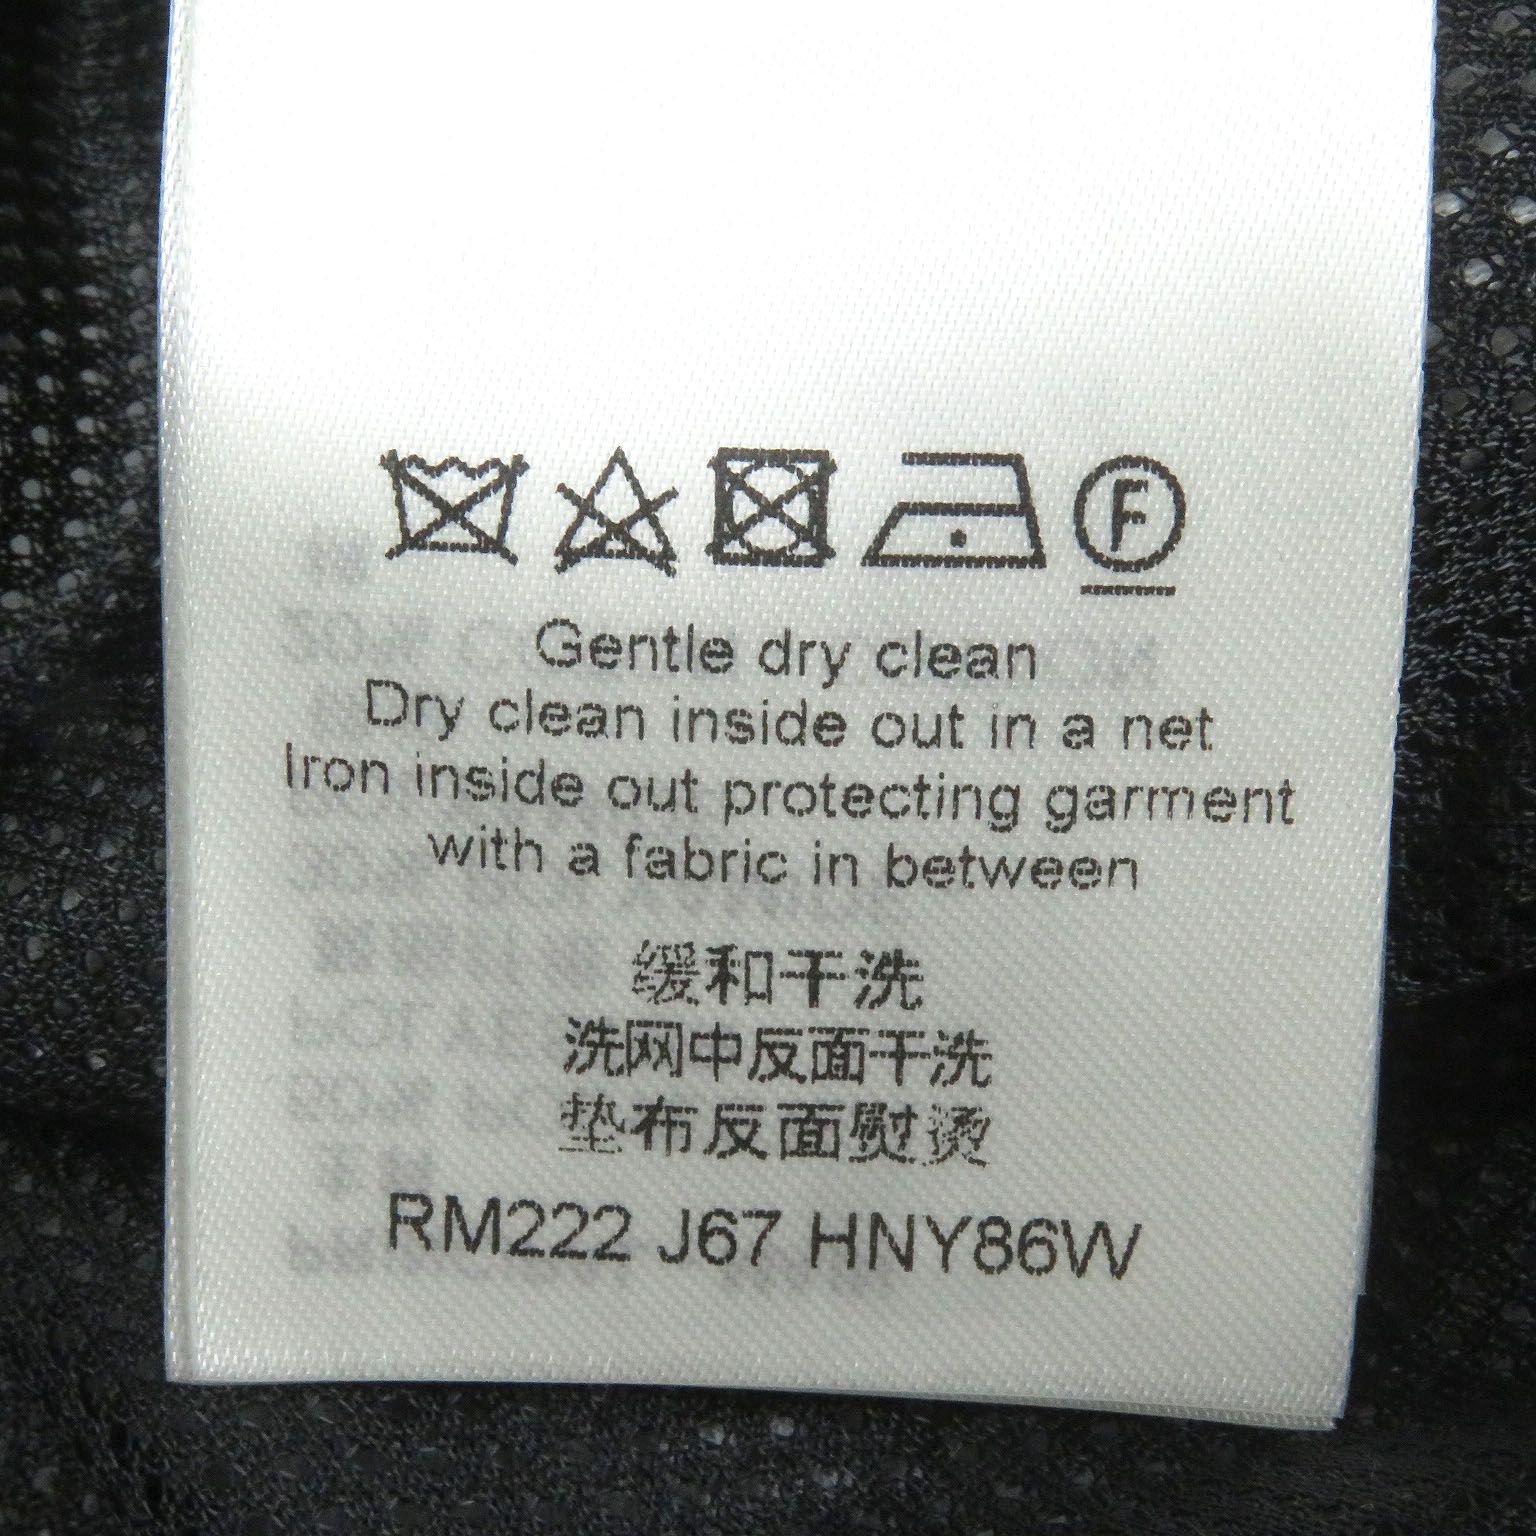 F
Gentle dry clean
Dry clean inside out in a net
Iron inside out protecting garment
with a fabric in between
缓和干洗
洗网中反面干洗
垫布反面熨烫
RM222 J67 HNY86W